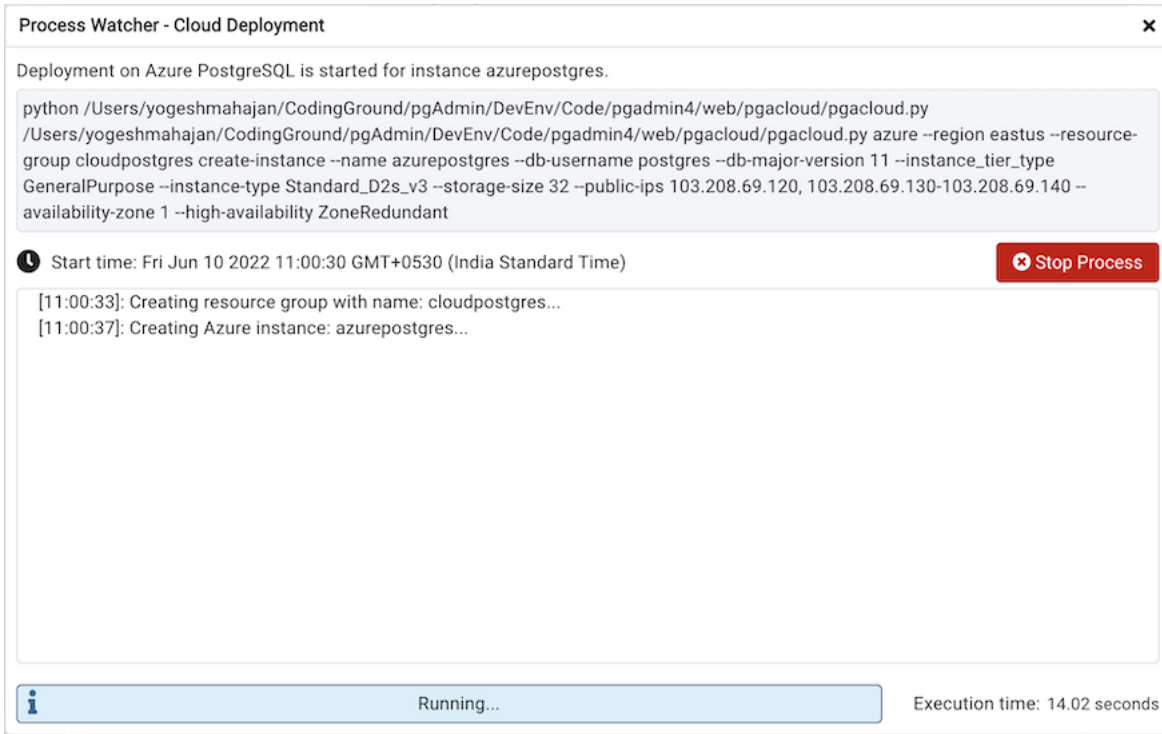 Process Watcher - Cloud Deployment
Deployment on Azure PostgreSQL is started for instance azurepostgres.
python /Users/yogeshmahajan/CodingGround/pgAdmin/DevEnv/Code/pgadmin4/web/pgacloud/pgacloud.py
/Users/yogeshmahajan/CodingGround/pgAdmin/DevEnv/Code/pgadmin4/web/pgacloud/pgacloud.py azure --region eastus --resource-
group cloudpostgres create-instance --name azurepostgres --db-username postgres --db-major-version 11 --instance_tier_type
GeneralPurpose --instance-type Standard_D2s_v3 --storage-size 32 --public-ips 103.208.69.120, 103.208.69.130-103.208.69.140 --
availability-zone 1 --high-availability ZoneRedundant
Start time: Fri Jun 10 2022 11:00:30 GMT+0530 (India Standard Time)
Stop Process
[11:00:33]: Creating resource group with name: cloudpostgres...
[11:00:37]: Creating Azure instance: azurepostgres...
Running...
Execution time: 14.02 seconds